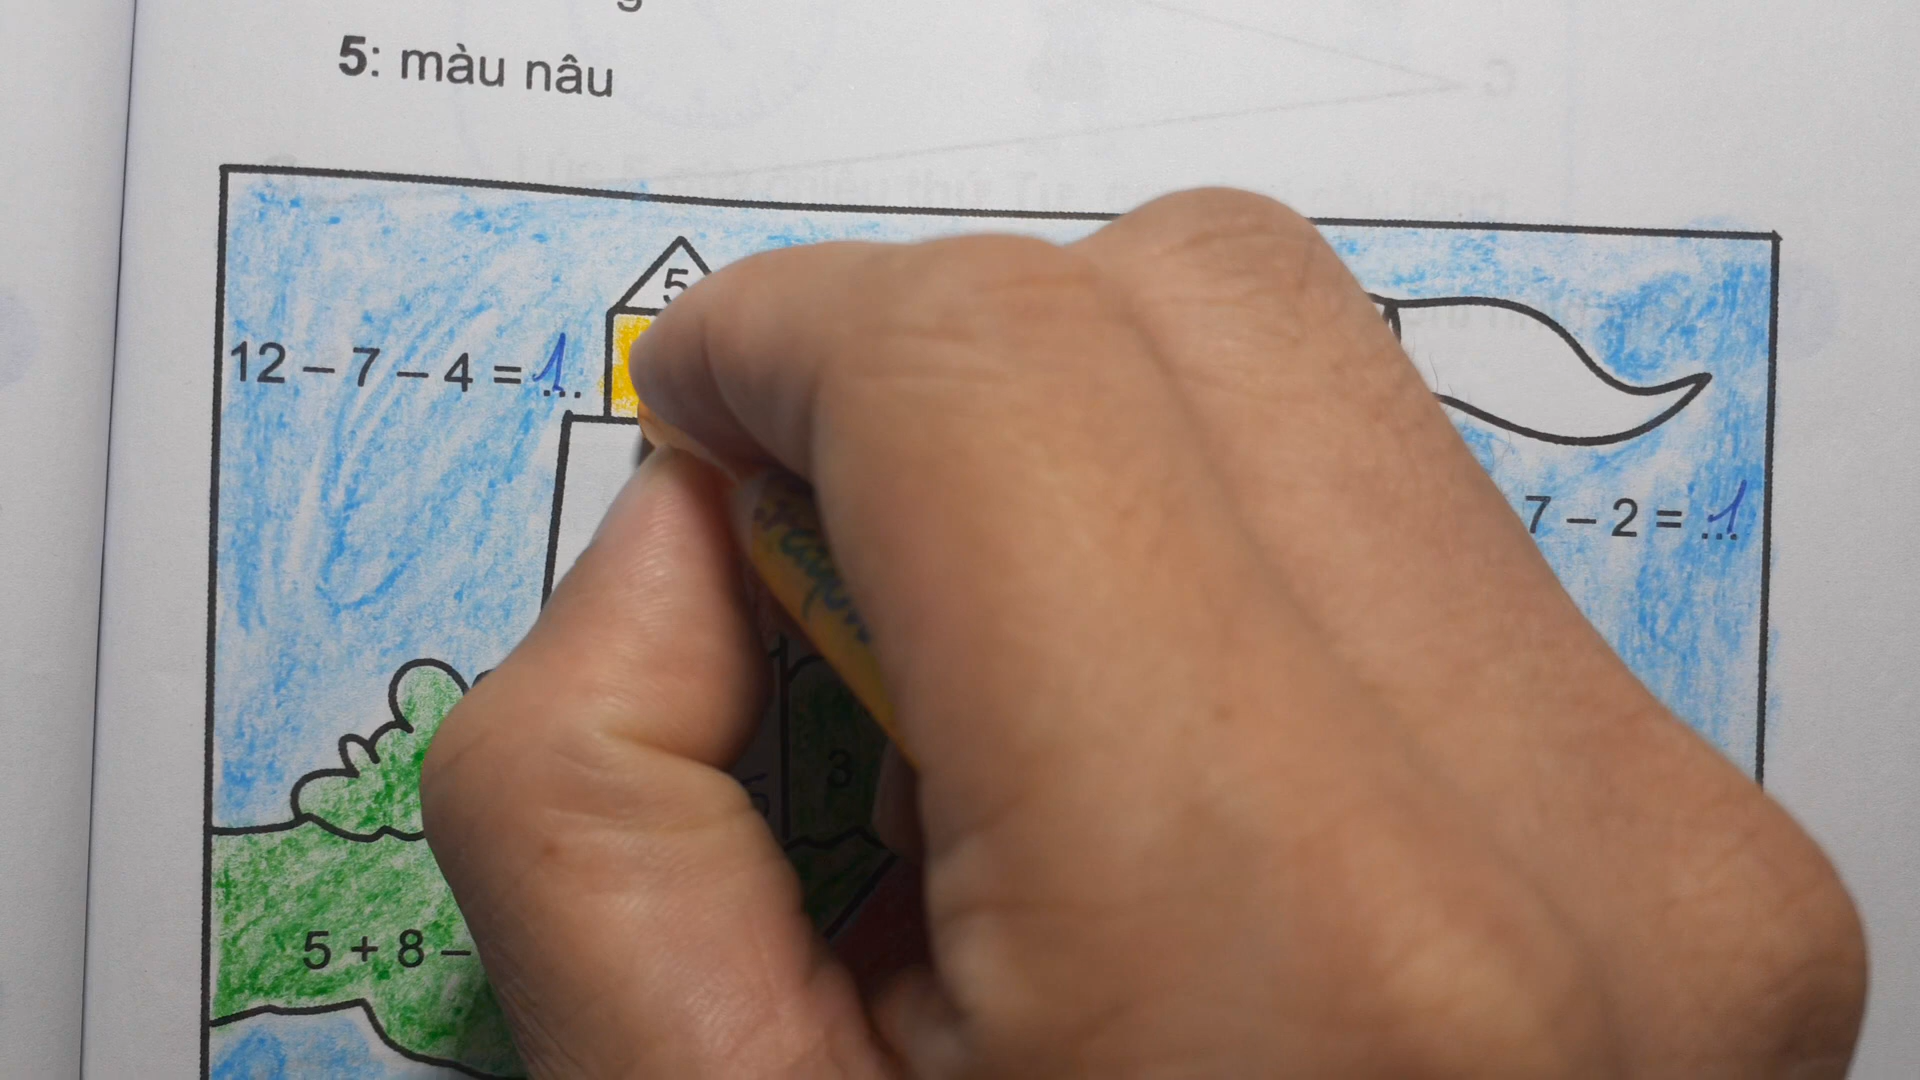 5: màu nâu
5
12 – 7 – 4 = 1
7 – 2 = 1
3
5 + 8 –